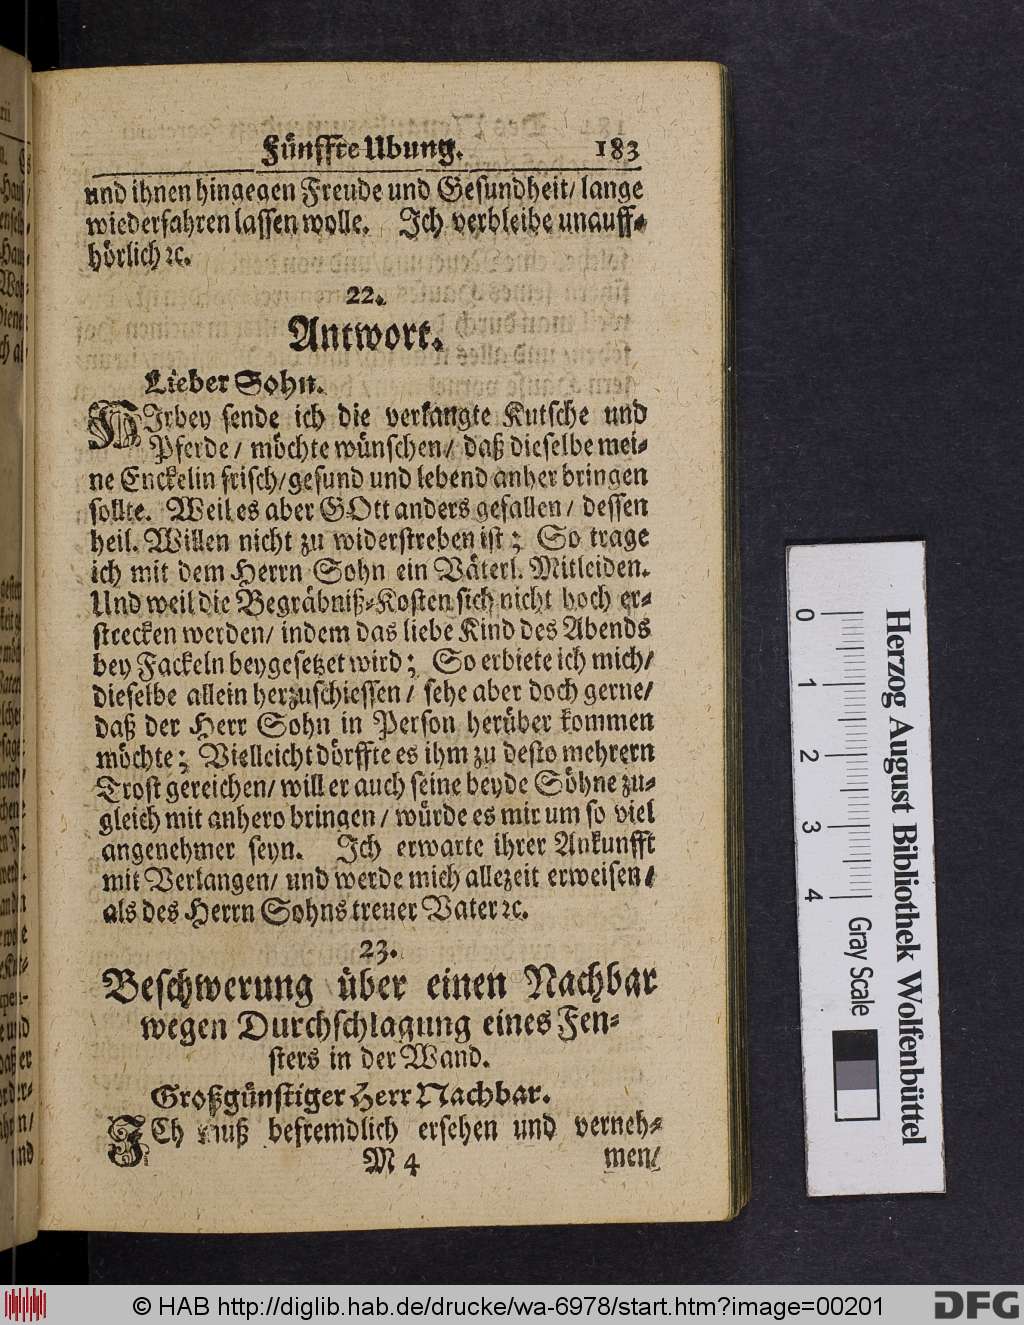 Fünffte Ubung. 183
und ihnen hingegen Freude und Gesundheit/ lange
wiederfahren lassen wolle. Ich verbleibe unauff-
hörlich ꝛc.
22.
Antwort.
Lieber Sohn.
HIrbey sende ich die verlangte Kutsche und
Pferde/ möchte wünschen/ daß dieselbe mei-
ne Enckelin frisch/gesund und lebend anher bringen
sollte. Weil es aber GOtt anders gefallen/ dessen
heil. Willen nicht zu widerstreben ist; So trage
ich mit dem Herrn Sohn ein Väterl. Mitleiden.
Und weil die Begräbniß-Kosten sich nicht hoch er-
strecken werden/ indem das liebe Kind des Abends
bey Fackeln beygesetzet wird; So erbiete ich mich/
dieselbe allein herzuschiessen/ sehe aber doch gerne/
daß der Herr Sohn in Person herüber kommen
möchte; Vielleicht dörffte es ihm zu desto mehrern
Trost gereichen/ will er auch seine beyde Söhne zu-
gleich mit anhero bringen/ würde es mir um so viel
angenehmer seyn. Ich erwarte ihrer Ankunfft
mit Verlangen/ und werde mich allezeit erweisen/
als des Herrn Sohns treuer Vater ꝛc.
23.
Beschwerung über einen Nachbar
wegen Durchschlagung eines Fen-
sters in der Wand.
Großgünstiger Herr Nachbar.
ICh muß befremdlich ersehen und verneh-
M 4 men/
0 1 2 3 4
Herzog August Bibliothek Wolfenbüttel
Gray Scale
© HAB http://diglib.hab.de/drucke/wa-6978/start.htm?image=00201
DFG